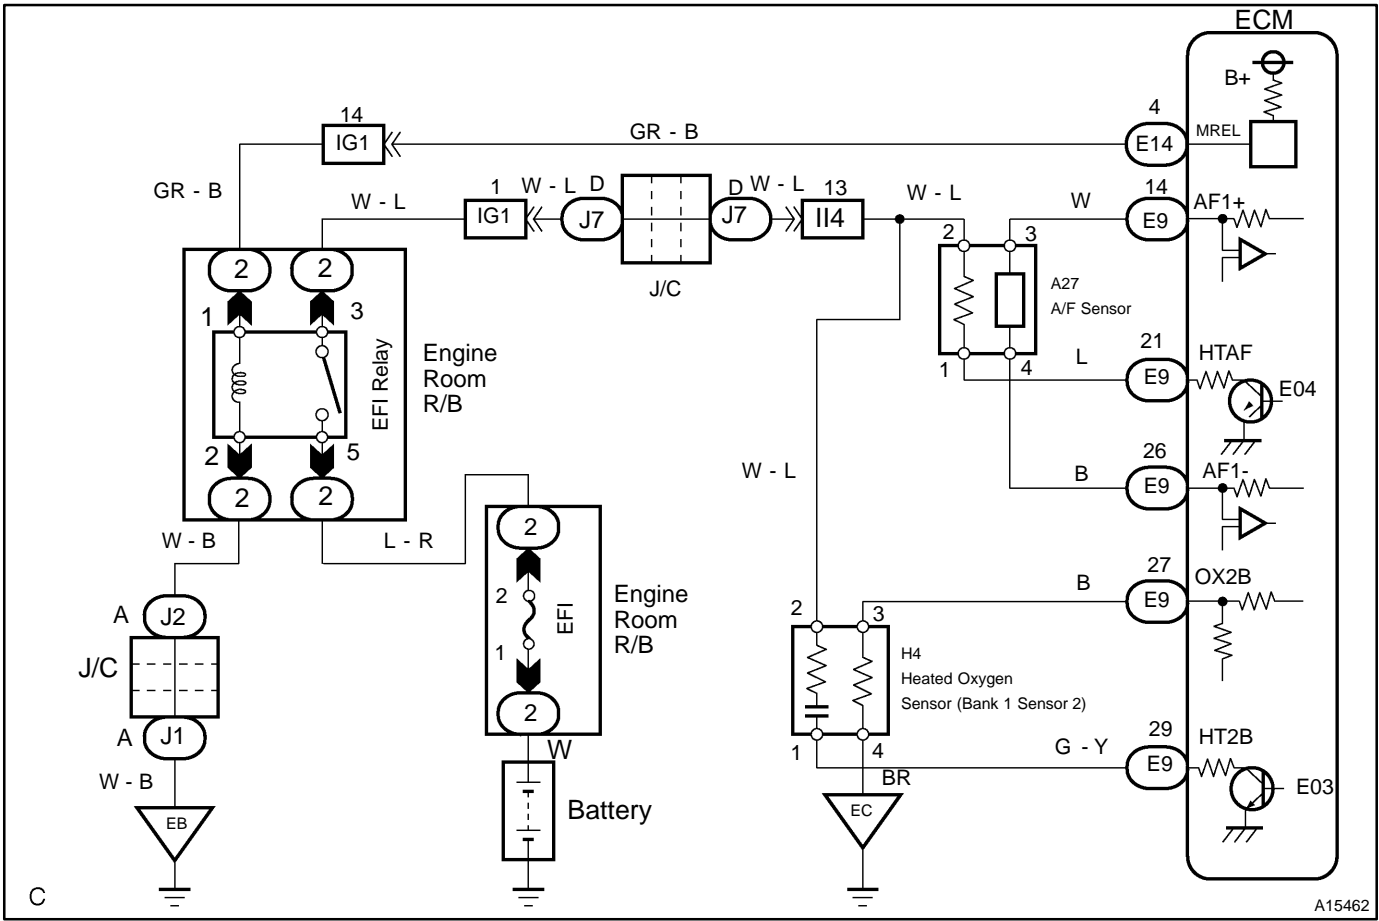 ECM
B+
14
IG1
GR - B
4
E14
MREL
GR - B
W - L
1
IG1
W - L
D
J7
D
J7
W - L
13
II4
W - L
W
14
E9
AF1+
J/C
2
3
A27
A/F Sensor
1
4
2
2
1
3
EFI Relay
Engine
Room
R/B
2
5
2
2
L
21
E9
HTAF
E04
W - L
B
26
E9
AF1-
W - B
L - R
2
2
EFI
1
2
Engine
Room
R/B
A
J2
J/C
A
J1
W - B
EB
W
Battery
B
27
E9
OX2B
2
3
H4
Heated Oxygen
Sensor (Bank 1 Sensor 2)
1
4
G - Y
29
E9
HT2B
E03
BR
EC
C
A15462